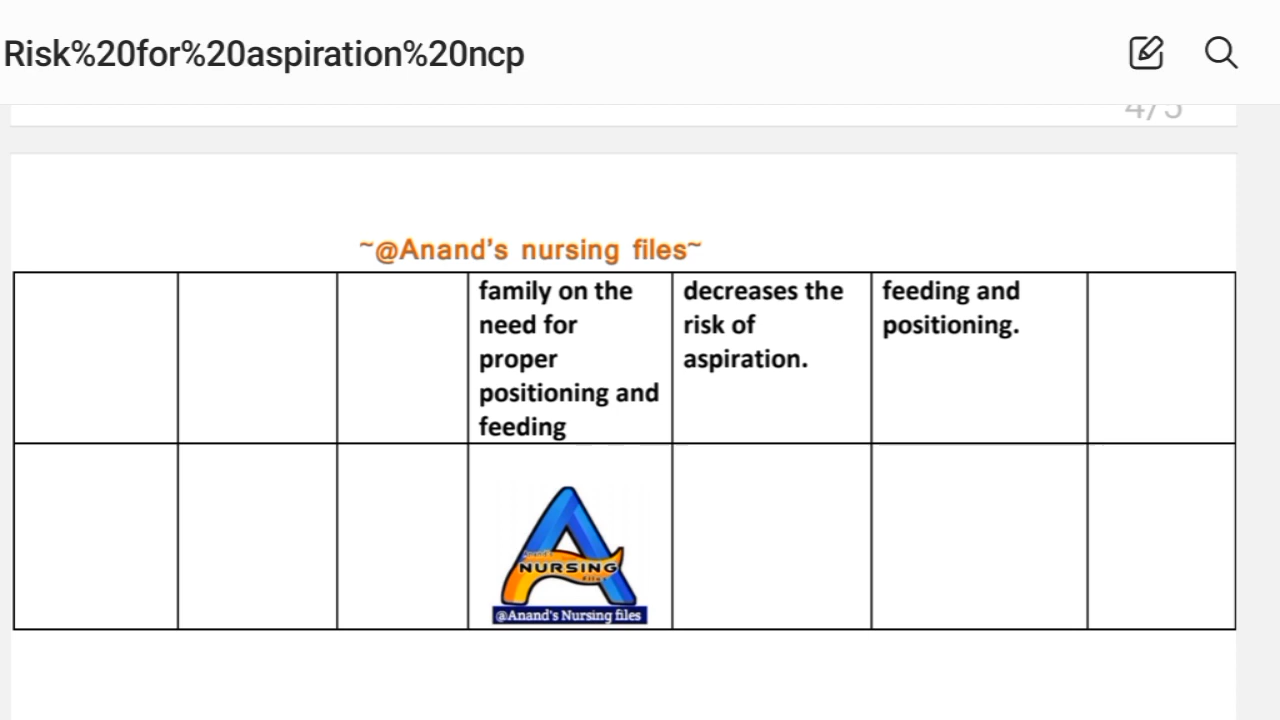 Risk%20for%20aspiration%20ncp
~@Anand's nursing files~
family on the
need for
proper
positioning and
feeding
decreases the
risk of
aspiration.
feeding and
positioning.
NURSING
files
@Anand's Nursing files